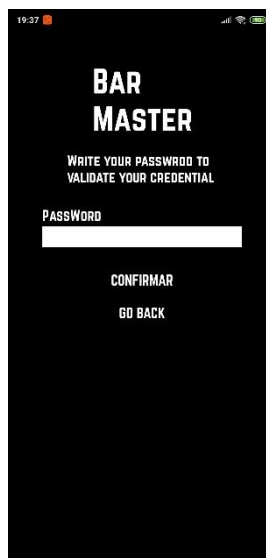 19:37
BAR
MASTER
WRITE YOUR PASSWROD TO
VALIDATE YOUR CREDENTIAL
PASSWORD
CONFIRMAR
GO BACK